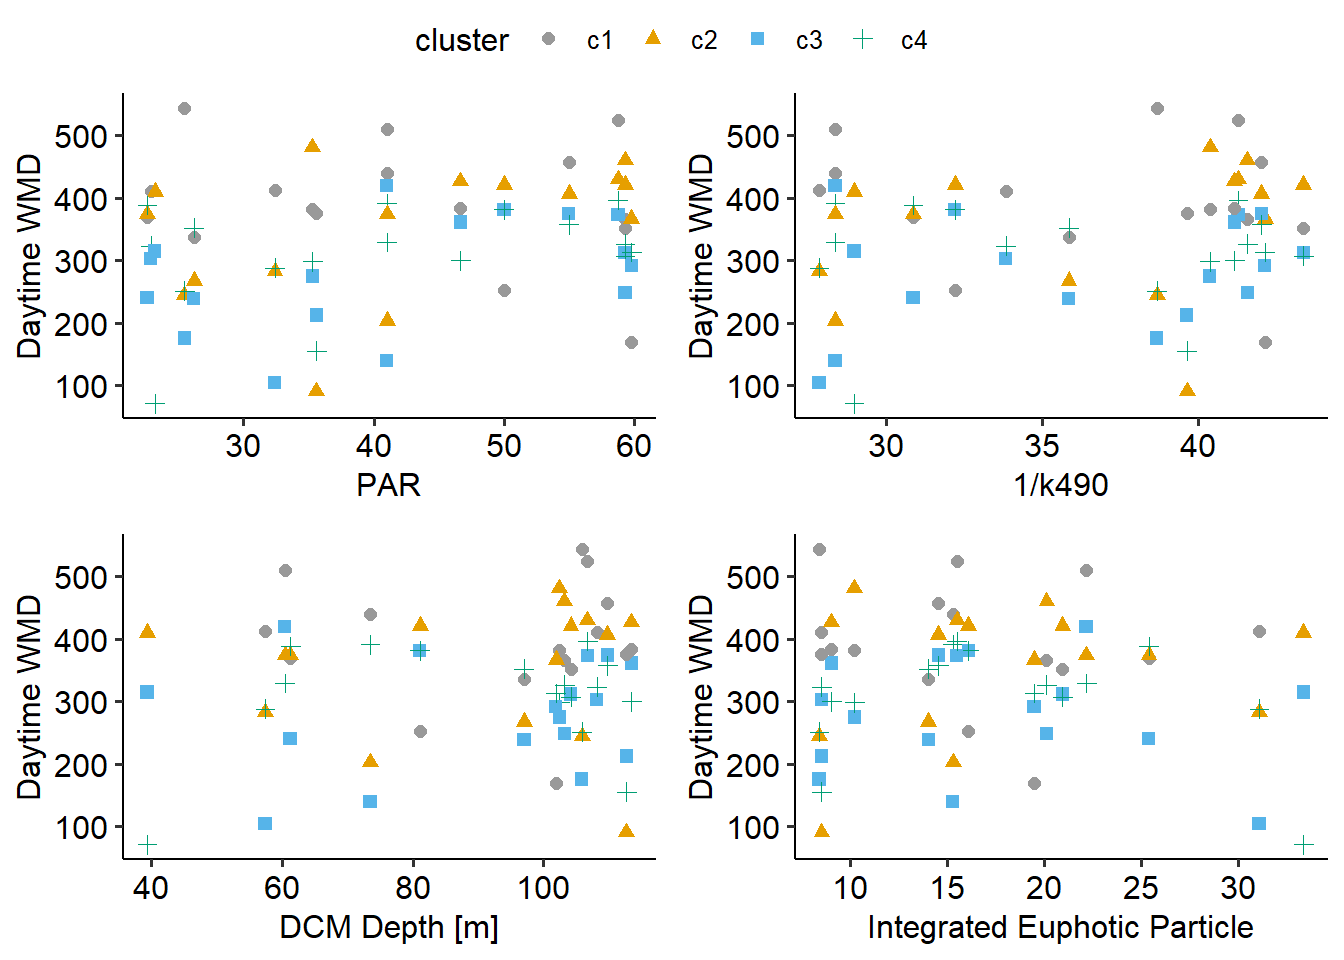 cluster c1 c2 c3 c4
Daytime WMD
500
400
300
200
100
30 40 50 60
PAR
Daytime WMD
500
400
300
200
100
30 35 40
1/k490
Daytime WMD
500
400
300
200
100
40 60 80 100
DCM Depth [m]
Daytime WMD
500
400
300
200
100
10 15 20 25 30
Integrated Euphotic Particle